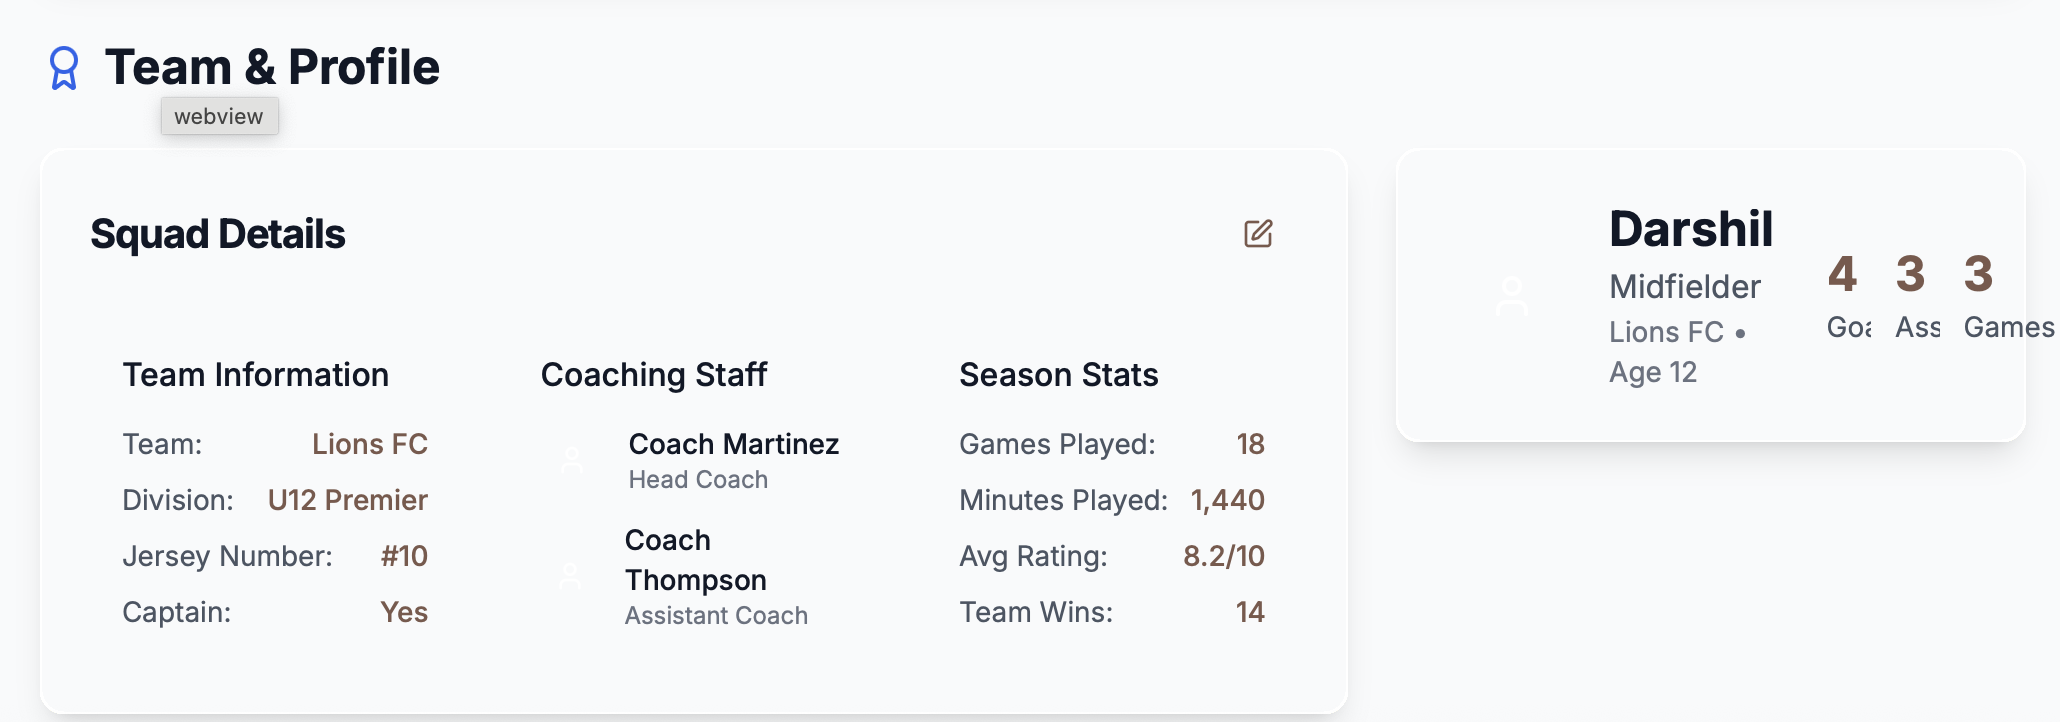 Team & Profile
webview
Squad Details
Team Information
Team: Lions FC
Division: U12 Premier
Jersey Number: #10
Captain: Yes
Coaching Staff
Coach Martinez
Head Coach
Coach
Thompson
Assistant Coach
Season Stats
Games Played: 18
Minutes Played: 1,440
Avg Rating: 8.2/10
Team Wins: 14
Darshil
Midfielder
Lions FC •
Age 12
4 3 3
Goa Ass Games